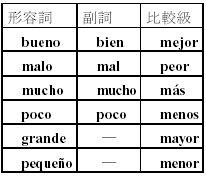 形容詞 副詞 比較級
bueno bien mejor
malo mal peor
mucho mucho más
poco poco menos
grande — mayor
pequeño — menor